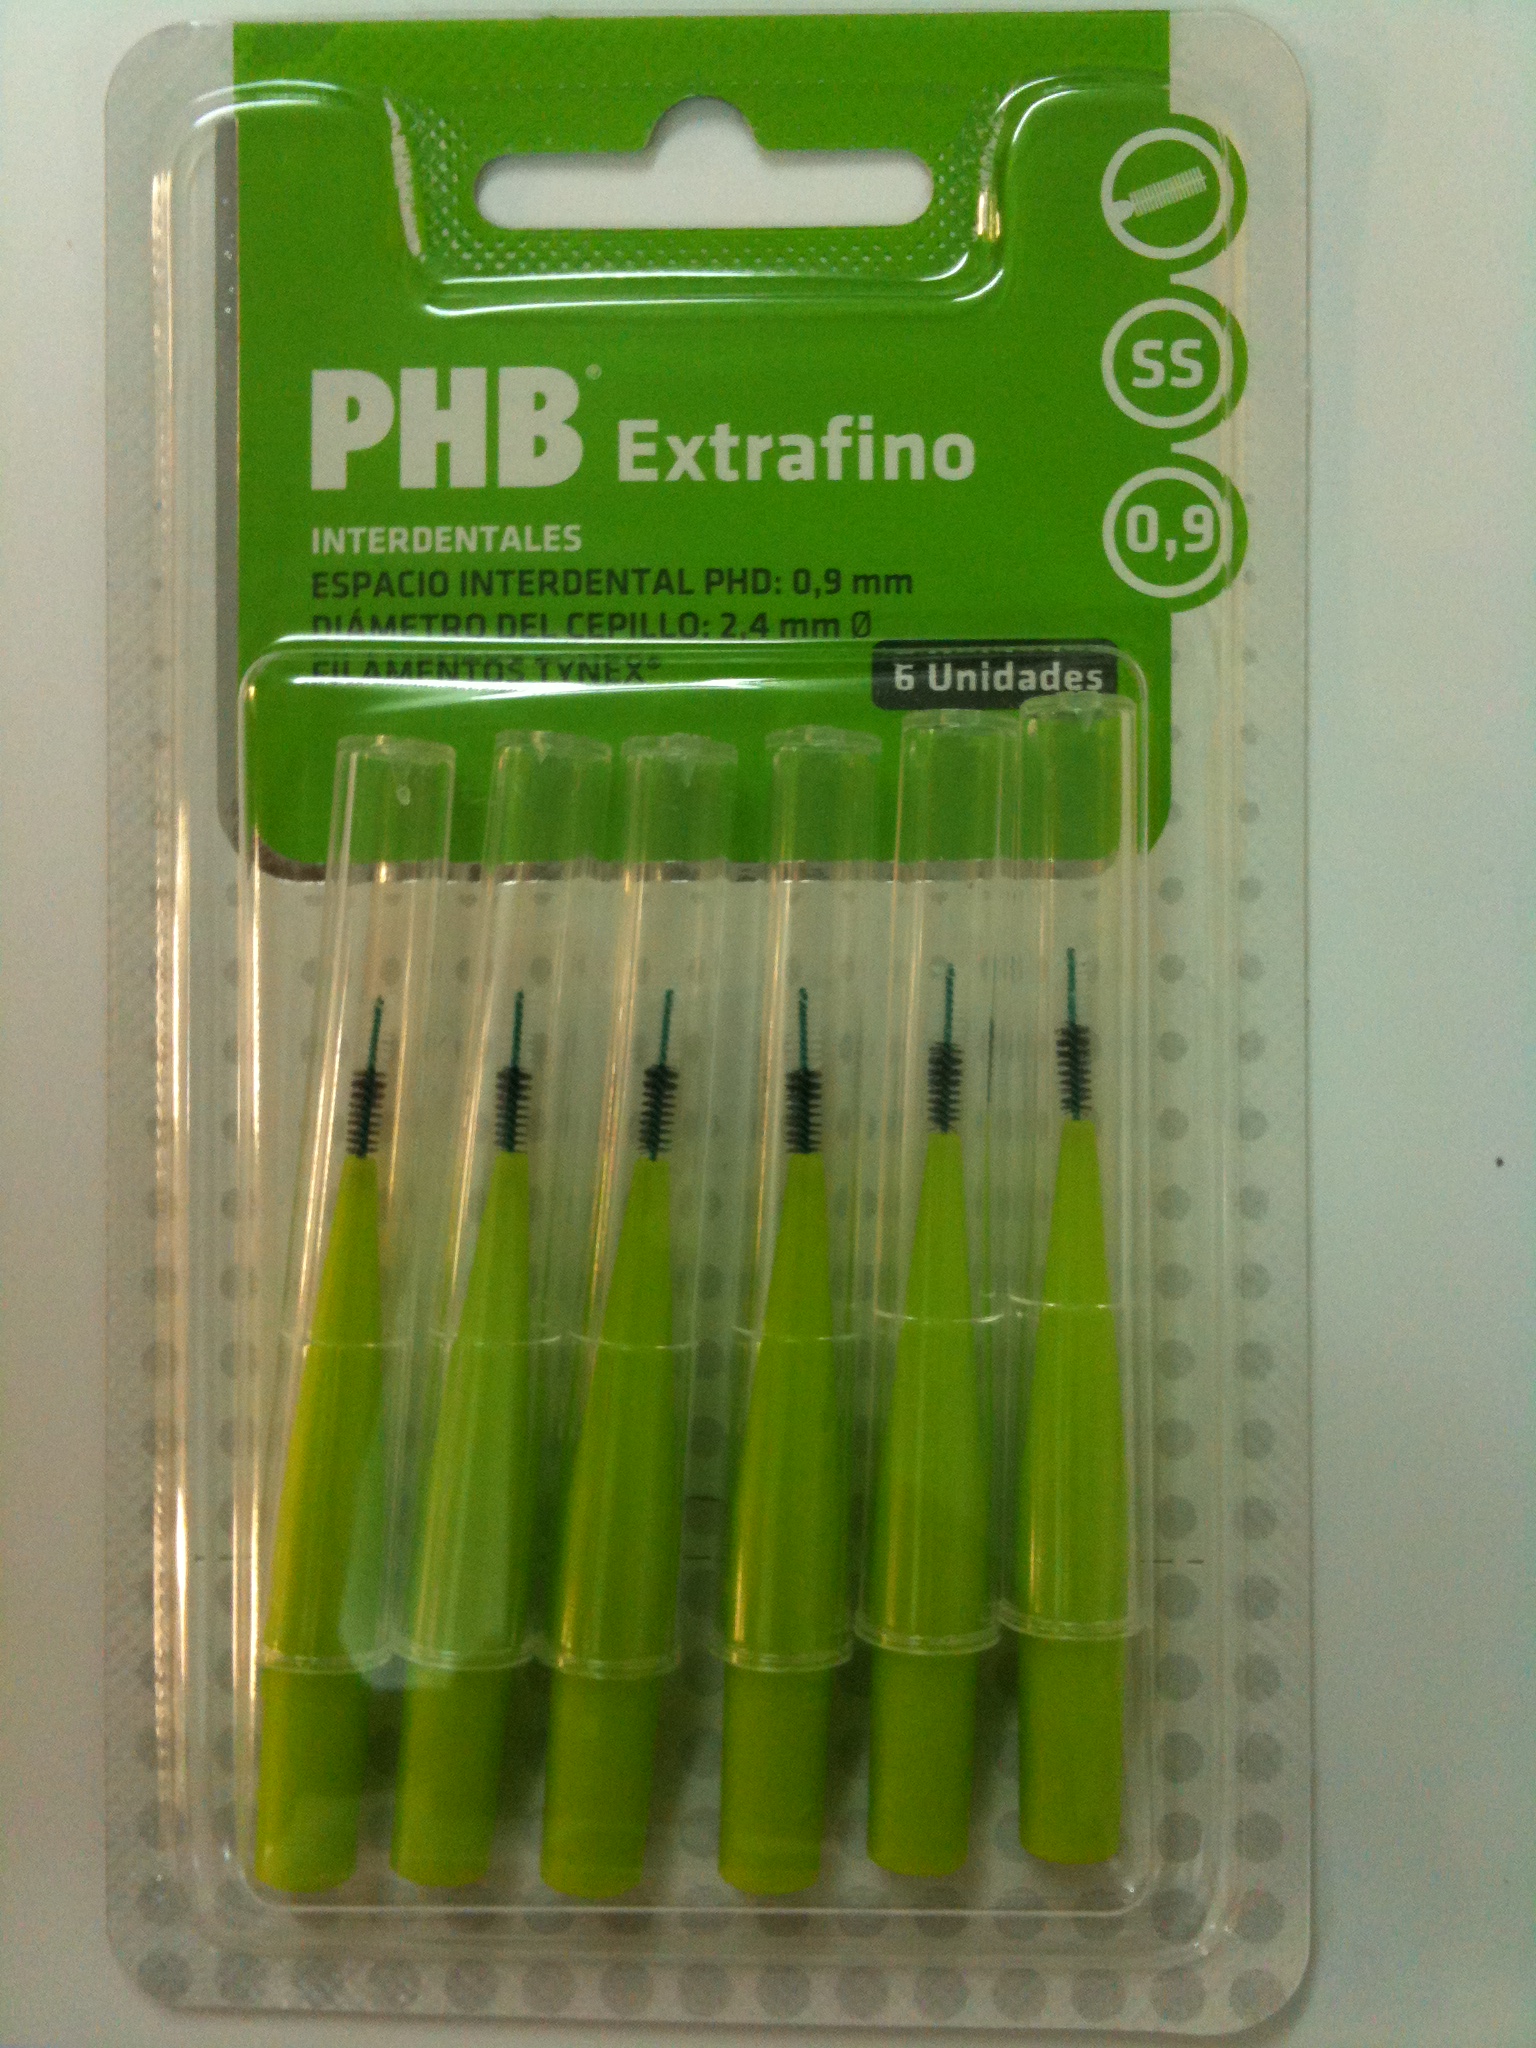 PHB® Extrafino
INTERDENTALES
ESPACIO INTERDENTAL PHD: 0,9 mm
DIÁMETRO DEL CEPILLO: 2,4 mm Ø
FILAMENTOS TYNEX®
6 Unidades
SS
0,9